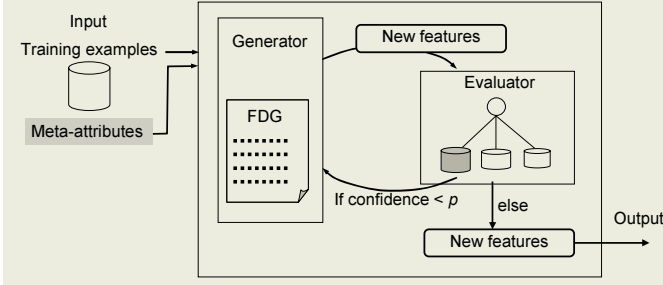 Input
Training examples
Meta-attributes
Generator
FDG
New features
Evaluator
If confidence < p
else
New features
Output